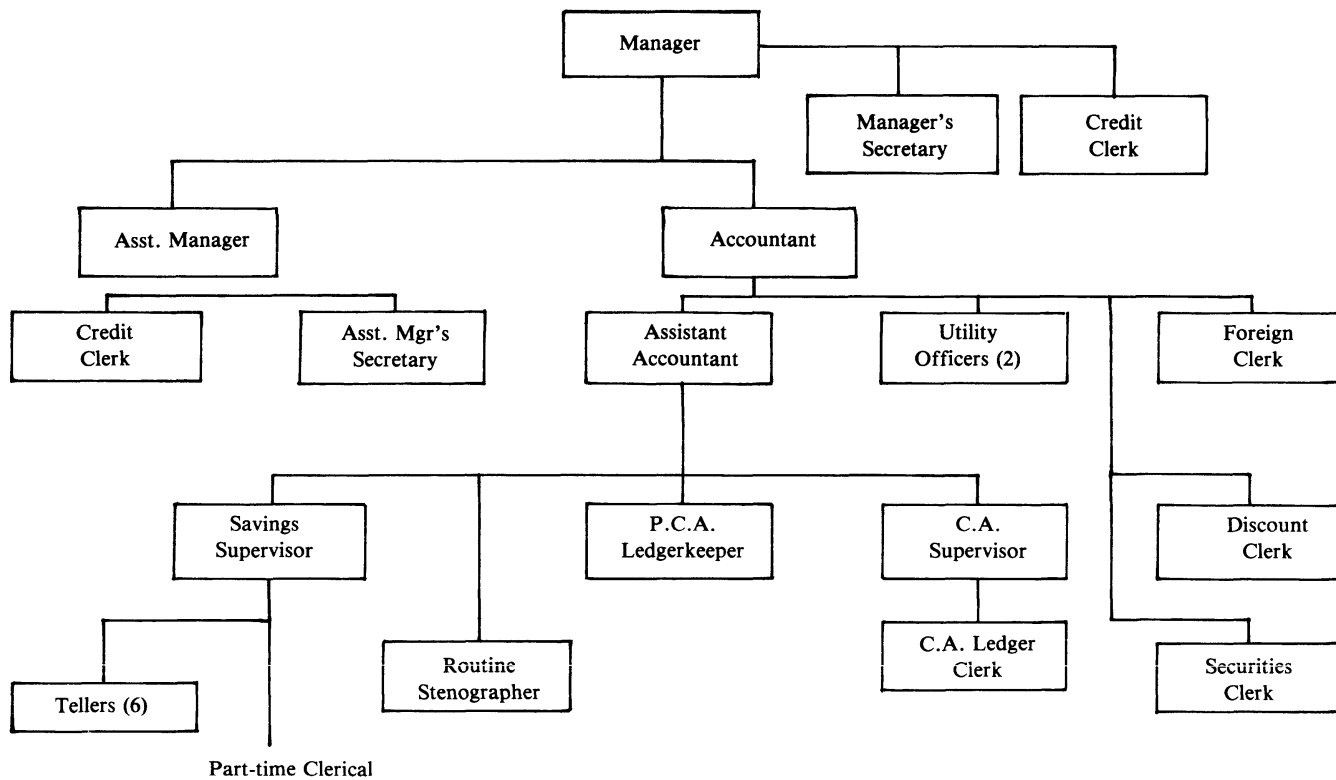 Manager
Manager's
Secretary
Credit
Clerk
Asst. Manager
Accountant
Credit
Clerk
Asst. Mgr's
Secretary
Assistant
Accountant
Utility
Officers (2)
Foreign
Clerk
Savings
Supervisor
P.C.A.
Ledgerkeeper
C.A.
Supervisor
Discount
Clerk
Tellers (6)
Routine
Stenographer
C.A. Ledger
Clerk
Securities
Clerk
Part-time Clerical